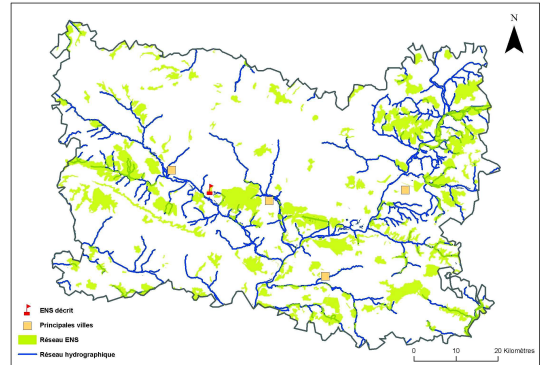 N
ENS décrit
Principales villes
Réseau ENS
Réseau hydrographique
0 10 20 Kilomètres